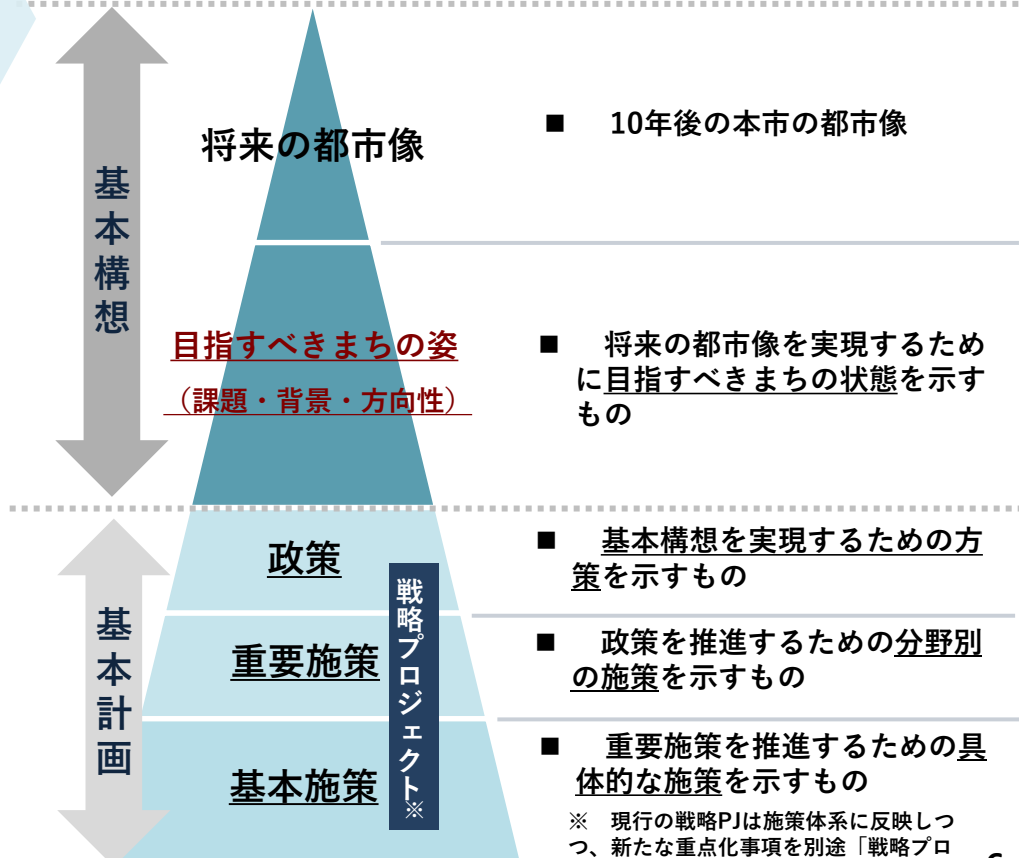 基本構想
将来の都市像
■ 10年後の本市の都市像
目指すべきまちの姿
（課題・背景・方向性）
■ 将来の都市像を実現するため
に目指すべきまちの状態を示す
もの
基本計画
戦略プロジェクト※
政策
■ 基本構想を実現するための方
策を示すもの
重要施策
■ 政策を推進するための分野別
の施策を示すもの
基本施策
■ 重要施策を推進するための具
体的な施策を示すもの
※ 現行の戦略PJは施策体系に反映しつ
つ、新たな重点化事項を別途「戦略プロ